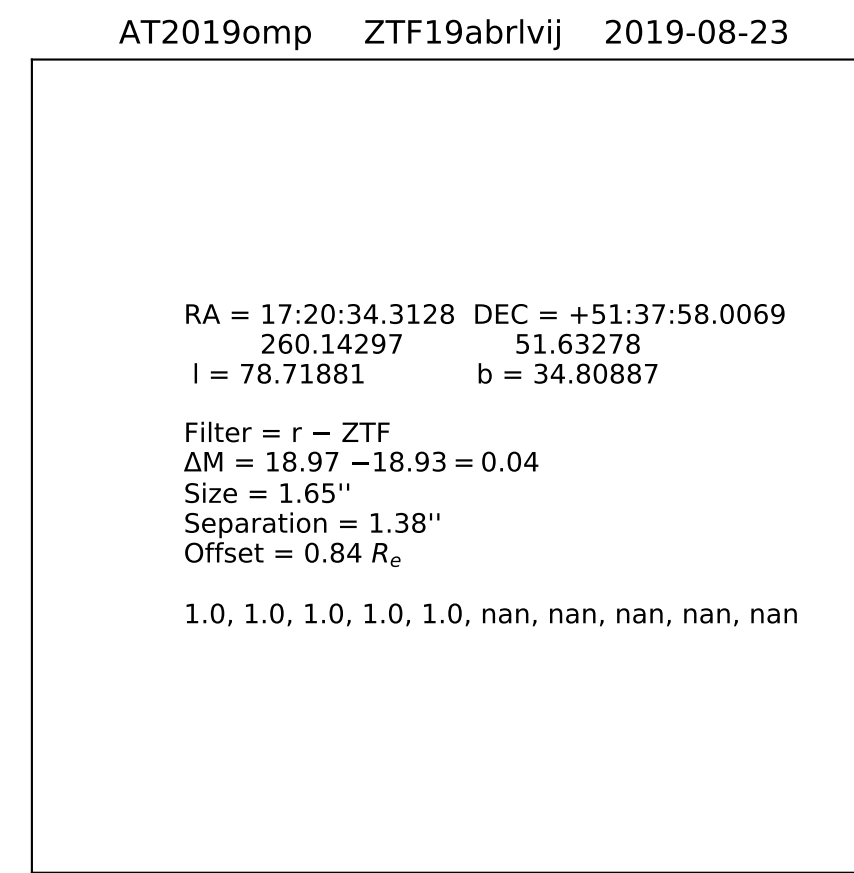 AT2019omp ZTF19abrlvij 2019-08-23
RA = 17:20:34.3128 DEC = +51:37:58.0069
260.14297 51.63278
l = 78.71881 b = 34.80887
Filter = r − ZTF
ΔM = 18.97 −18.93 = 0.04
Size = 1.65''
Separation = 1.38''
Offset = 0.84 Rₑ
1.0, 1.0, 1.0, 1.0, 1.0, nan, nan, nan, nan, nan